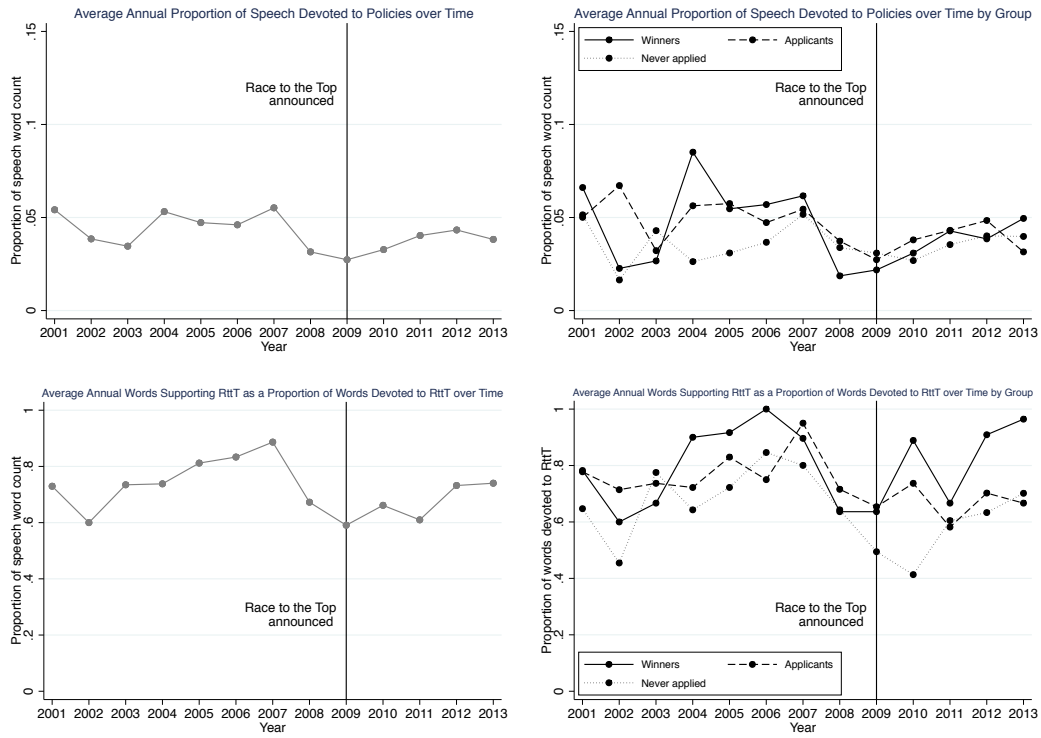 Average Annual Proportion of Speech Devoted to Policies over Time
Proportion of speech word count
.15
.1
.05
0
Race to the Top
announced
2001 2002 2003 2004 2005 2006 2007 2008 2009 2010 2011 2012 2013
Year
Average Annual Proportion of Speech Devoted to Policies over Time by Group
Proportion of speech word count
.15
.1
.05
0
Winners
Applicants
Never applied
Race to the Top
announced
2001 2002 2003 2004 2005 2006 2007 2008 2009 2010 2011 2012 2013
Year
Average Annual Words Supporting RttT as a Proportion of Words Devoted to RttT over Time
Proportion of speech word count
1
.8
.6
.4
.2
0
Race to the Top
announced
2001 2002 2003 2004 2005 2006 2007 2008 2009 2010 2011 2012 2013
Year
Average Annual Words Supporting RttT as a Proportion of Words Devoted to RttT over Time by Group
Proportion of words devoted to RttT
1
.8
.6
.4
.2
0
Race to the Top
announced
Winners
Applicants
Never applied
2001 2002 2003 2004 2005 2006 2007 2008 2009 2010 2011 2012 2013
Year